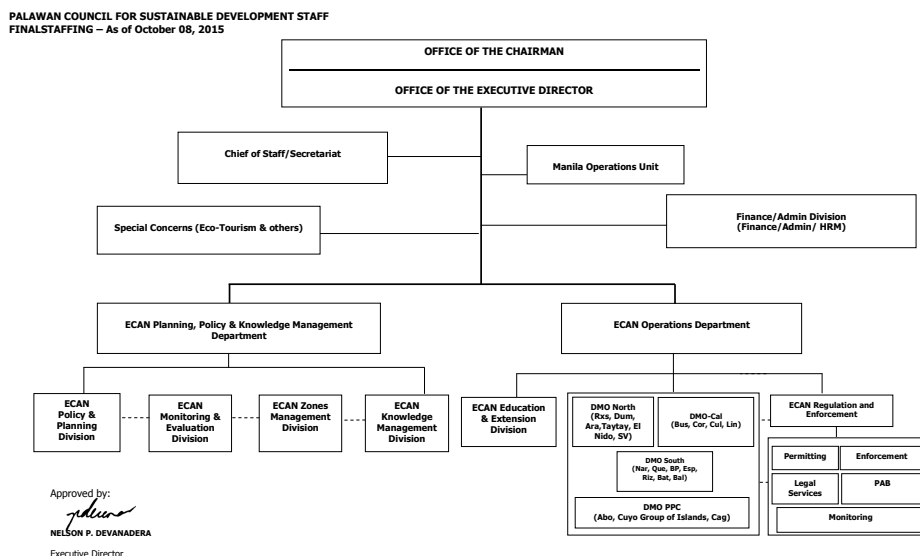 PALAWAN COUNCIL FOR SUSTAINABLE DEVELOPMENT STAFF
FINALSTAFFING – As of October 08, 2015
OFFICE OF THE CHAIRMAN
OFFICE OF THE EXECUTIVE DIRECTOR
Chief of Staff/Secretariat
Manila Operations Unit
Special Concerns (Eco-Tourism & others)
Finance/Admin Division
(Finance/Admin/ HRM)
ECAN Planning, Policy & Knowledge Management
Department
ECAN Operations Department
ECAN
Policy &
Planning
Division
ECAN
Monitoring &
Evaluation
Division
ECAN Zones
Management
Division
ECAN
Knowledge
Management
Division
ECAN Education
& Extension
Division
DMO North
(Rxs, Dum,
Ara,Taytay, El
Nido, SV)
DMO-Cal
(Bus, Cor, Cul, Lin)
DMO South
(Nar, Que, BP, Esp,
Riz, Bat, Bal)
DMO PPC
(Abo, Cuyo Group of Islands, Cag)
ECAN Regulation and
Enforcement
Permitting
Enforcement
Legal
Services
PAB
Monitoring
Approved by:
NELSON P. DEVANADERA
Executive Director